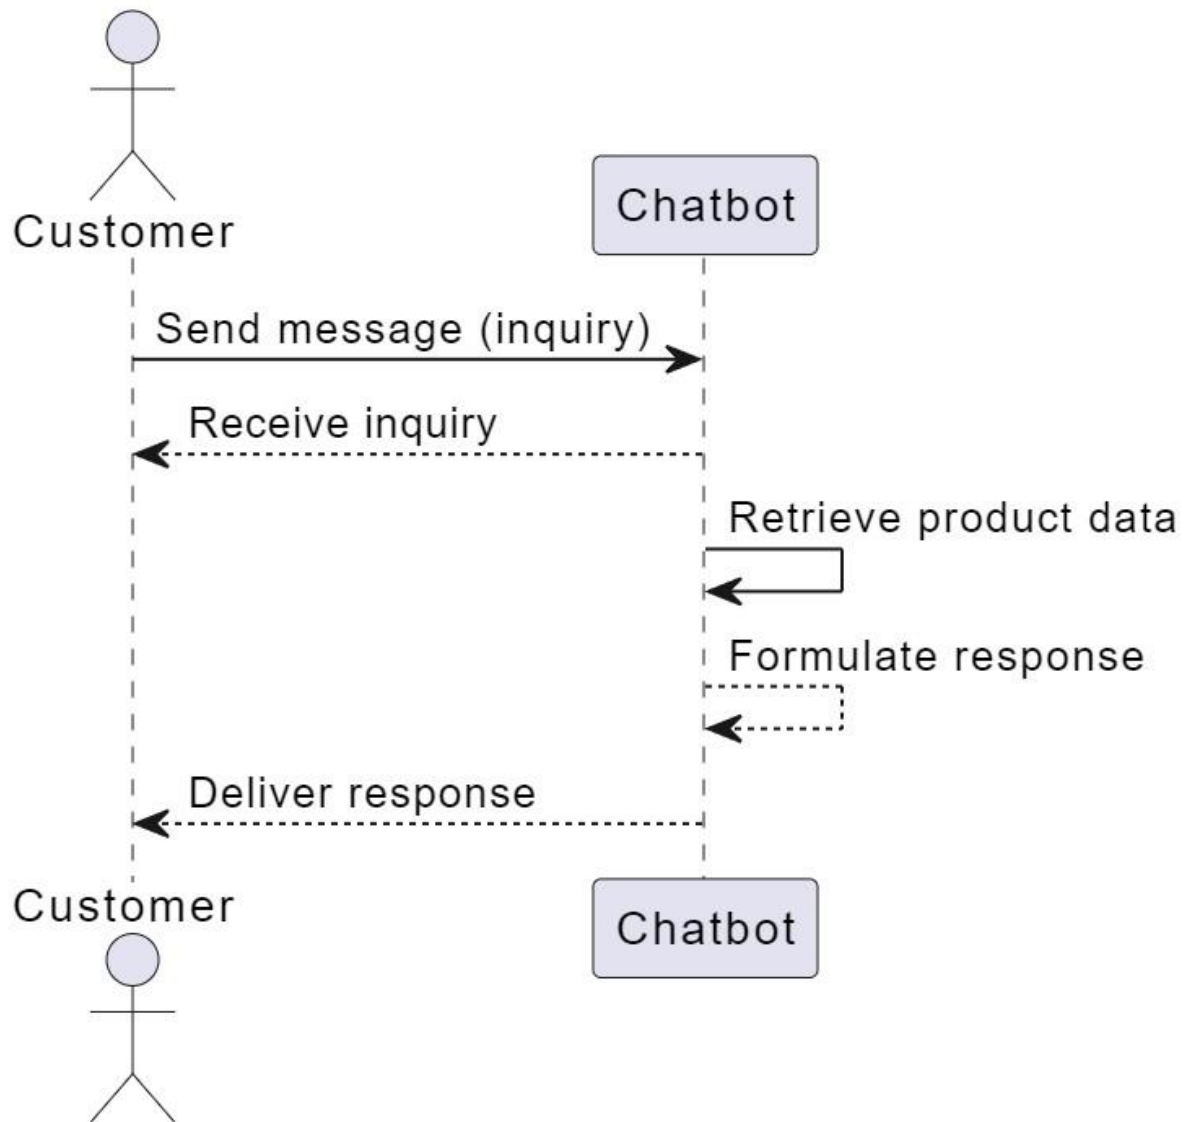 Customer
Chatbot
Send message (inquiry)
Receive inquiry
Retrieve product data
Formulate response
Deliver response
Customer
Chatbot